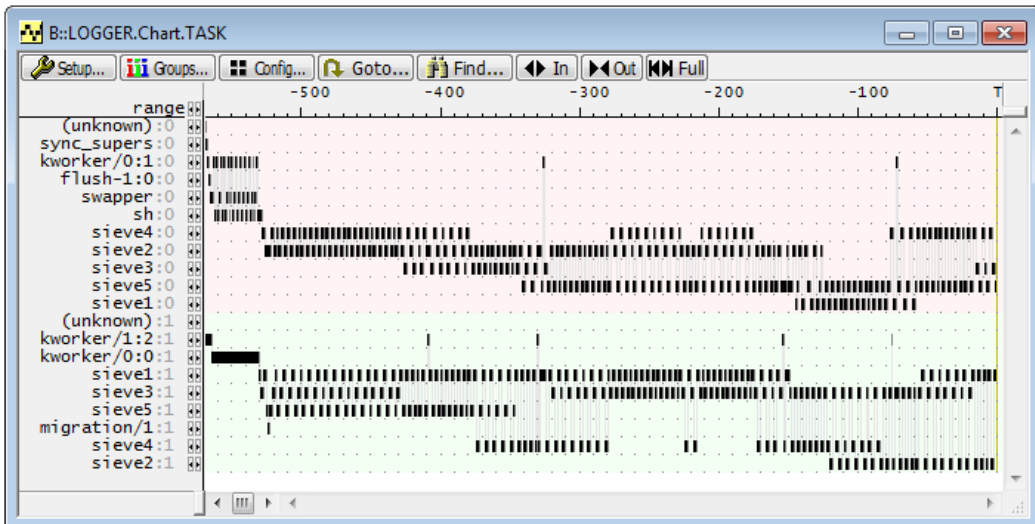 B::LOGGER.Chart.TASK
Setup... Groups... Config... Goto... Find... In Out Full
-500 -400 -300 -200 -100 T
range
(unknown):0
sync_supers:0
kworker/0:1:0
flush-1:0:0
swapper:0
sh:0
sieve4:0
sieve2:0
sieve3:0
sieve5:0
sieve1:0
(unknown):1
kworker/1:2:1
kworker/0:0:1
sieve1:1
sieve3:1
sieve5:1
migration/1:1
sieve4:1
sieve2:1